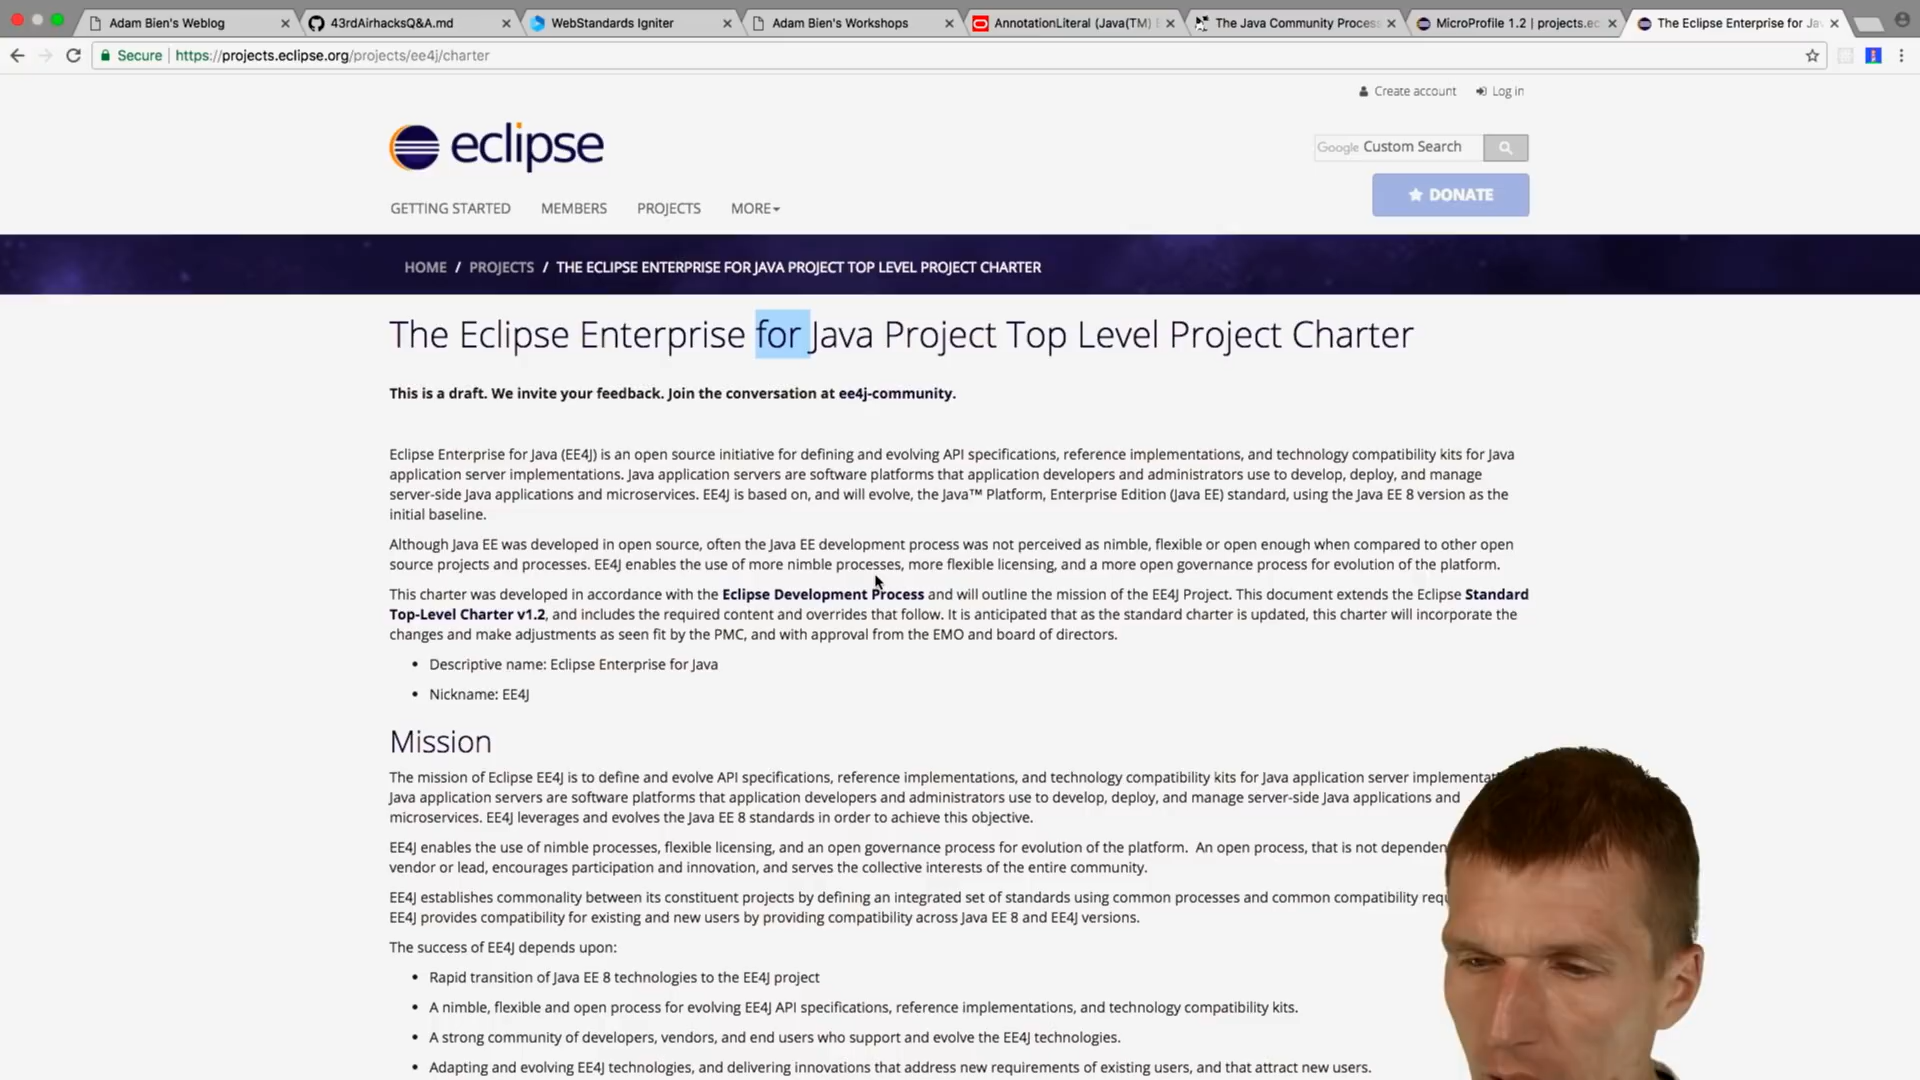 Adam Bien's Weblog
43rdAirhacksQ&A.md
WebStandards Igniter
Adam Bien's Workshops
AnnotationLiteral (Java(TM)
The Java Community Process
MicroProfile 1.2 | projects.ec
The Eclipse Enterprise for Jav
Secure https://projects.eclipse.org/projects/ee4j/charter
Create account Log in
eclipse
Google Custom Search
DONATE
GETTING STARTED MEMBERS PROJECTS MORE
HOME / PROJECTS / THE ECLIPSE ENTERPRISE FOR JAVA PROJECT TOP LEVEL PROJECT CHARTER
The Eclipse Enterprise for Java Project Top Level Project Charter
This is a draft. We invite your feedback. Join the conversation at ee4j-community.
Eclipse Enterprise for Java (EE4J) is an open source initiative for defining and evolving API specifications, reference implementations, and technology compatibility kits for Java
application server implementations. Java application servers are software platforms that application developers and administrators use to develop, deploy, and manage
server-side Java applications and microservices. EE4J is based on, and will evolve, the Java™ Platform, Enterprise Edition (Java EE) standard, using the Java EE 8 version as the
initial baseline.
Although Java EE was developed in open source, often the Java EE development process was not perceived as nimble, flexible or open enough when compared to other open
source projects and processes. EE4J enables the use of more nimble processes, more flexible licensing, and a more open governance process for evolution of the platform.
This charter was developed in accordance with the Eclipse Development Process and will outline the mission of the EE4J Project. This document extends the Eclipse Standard
Top-Level Charter v1.2, and includes the required content and overrides that follow. It is anticipated that as the standard charter is updated, this charter will incorporate the
changes and make adjustments as seen fit by the PMC, and with approval from the EMO and board of directors.
• Descriptive name: Eclipse Enterprise for Java
• Nickname: EE4J
Mission
The mission of Eclipse EE4J is to define and evolve API specifications, reference implementations, and technology compatibility kits for Java application server implementat
Java application servers are software platforms that application developers and administrators use to develop, deploy, and manage server-side Java applications and
microservices. EE4J leverages and evolves the Java EE 8 standards in order to achieve this objective.
EE4J enables the use of nimble processes, flexible licensing, and an open governance process for evolution of the platform. An open process, that is not dependen
vendor or lead, encourages participation and innovation, and serves the collective interests of the entire community.
EE4J establishes commonality between its constituent projects by defining an integrated set of standards using common processes and common compatibility requ
EE4J provides compatibility for existing and new users by providing compatibility across Java EE 8 and EE4J versions.
The success of EE4J depends upon:
• Rapid transition of Java EE 8 technologies to the EE4J project
• A nimble, flexible and open process for evolving EE4J API specifications, reference implementations, and technology compatibility kits.
• A strong community of developers, vendors, and end users who support and evolve the EE4J technologies.
• Adapting and evolving EE4J technologies, and delivering innovations that address new requirements of existing users, and that attract new users.